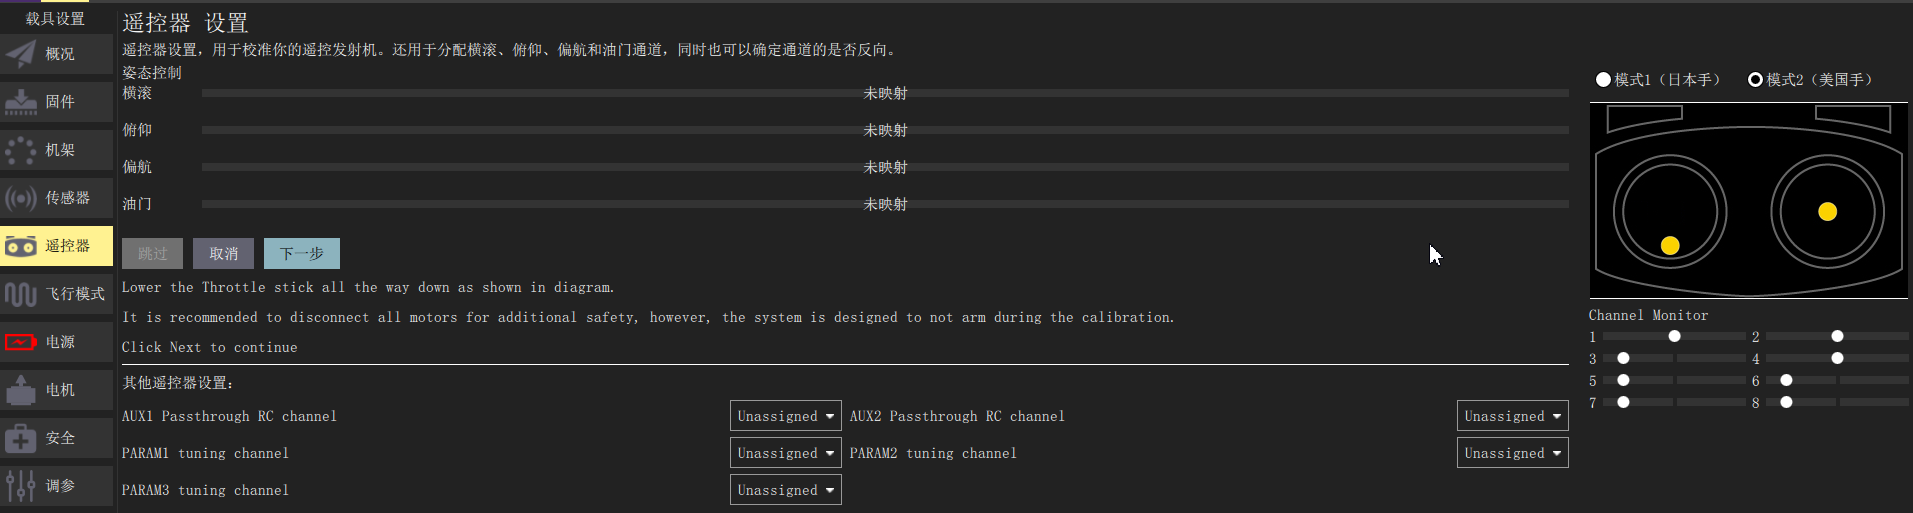 载具设置
概况
固件
机架
传感器
遥控器
飞行模式
电源
电机
安全
调参
遥控器 设置
遥控器设置，用于校准你的遥控发射机。还用于分配横滚、俯仰、偏航和油门通道，同时也可以确定通道的是否反向。
姿态控制
横滚 未映射
俯仰 未映射
偏航 未映射
油门 未映射
跳过 取消 下一步
Lower the Throttle stick all the way down as shown in diagram.
It is recommended to disconnect all motors for additional safety, however, the system is designed to not arm during the calibration.
Click Next to continue
其他遥控器设置：
AUX1 Passthrough RC channel Unassigned AUX2 Passthrough RC channel Unassigned
PARAM1 tuning channel Unassigned PARAM2 tuning channel Unassigned
PARAM3 tuning channel Unassigned
模式1（日本手） 模式2（美国手）
Channel Monitor
1 2
3 4
5 6
7 8